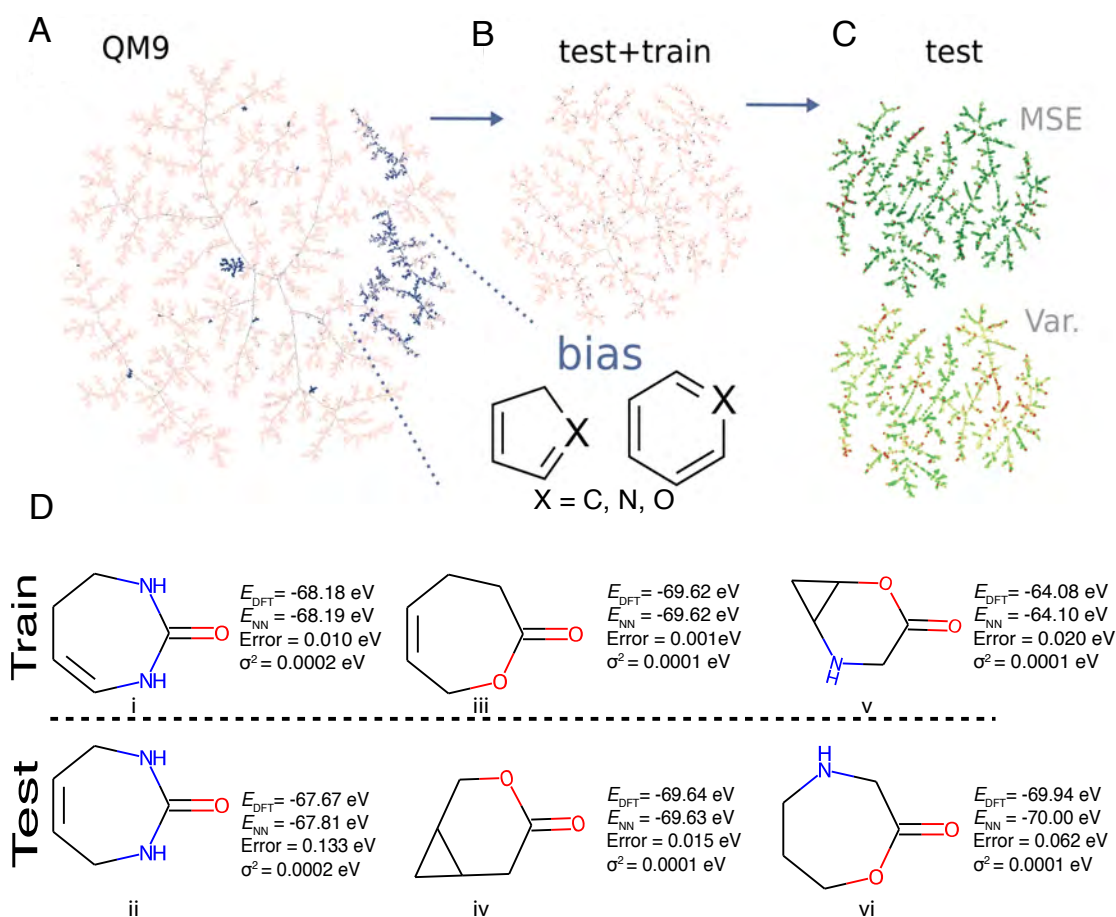 A
B
C
QM9
test+train
test
MSE
Var.
bias
X
X
X = C, N, O
D
Train
NH
O
NH
i
E_DFT= -68.18 eV
E_NN= -68.19 eV
Error = 0.010 eV
σ² = 0.0002 eV
O
O
iii
E_DFT= -69.62 eV
E_NN= -69.62 eV
Error = 0.001eV
σ² = 0.0001 eV
O
O
N
H
v
E_DFT= -64.08 eV
E_NN= -64.10 eV
Error = 0.020 eV
σ² = 0.0001 eV
Test
NH
O
NH
ii
E_DFT= -67.67 eV
E_NN= -67.81 eV
Error = 0.133 eV
σ² = 0.0002 eV
O
O
iv
E_DFT= -69.64 eV
E_NN= -69.63 eV
Error = 0.015 eV
σ² = 0.0001 eV
H
N
O
O
vi
E_DFT= -69.94 eV
E_NN= -70.00 eV
Error = 0.062 eV
σ² = 0.0001 eV